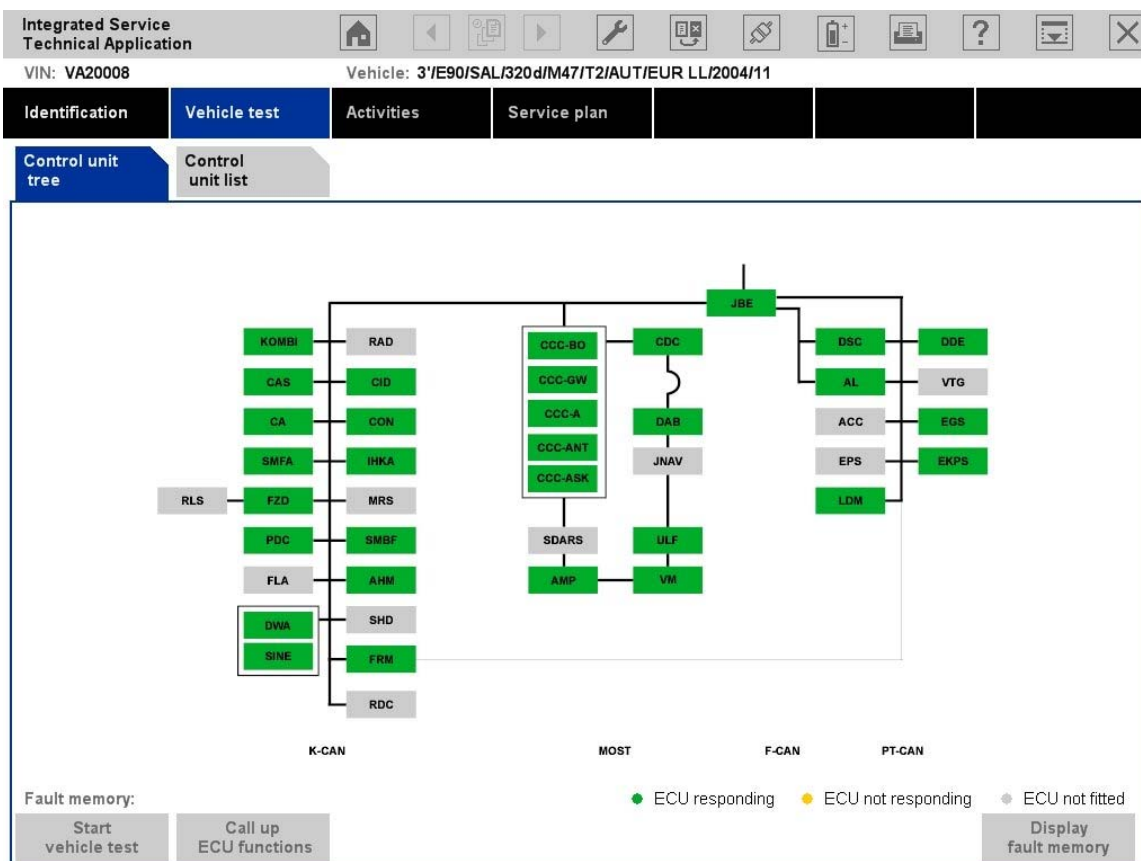 Integrated Service
Technical Application
VIN: VA20008
Vehicle: 3'/E90/SAL/320d/M47/T2/AUT/EUR LL/2004/11
Identification
Vehicle test
Activities
Service plan
Control unit
tree
Control
unit list
JBE
KOMBI
RAD
CCC-BO
CDC
DSC
DDE
CAS
CID
CCC-GW
AL
VTG
CA
CON
CCC-A
DAB
ACC
EGS
SMFA
IHKA
CCC-ANT
JNAV
EPS
EKPS
CCC-ASK
RLS
FZD
MRS
LDM
PDC
SMBF
SDARS
ULF
FLA
AHM
AMP
VM
DWA
SHD
SINE
FRM
RDC
K-CAN
MOST
F-CAN
PT-CAN
Fault memory:
ECU responding
ECU not responding
ECU not fitted
Start
vehicle test
Call up
ECU functions
Display
fault memory